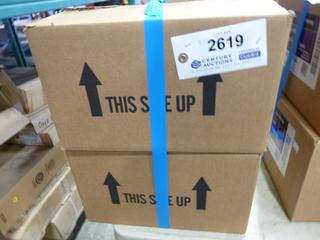 2619
CENTURY
AUCTIONS
THIS SIDE UP
THIS SIDE UP